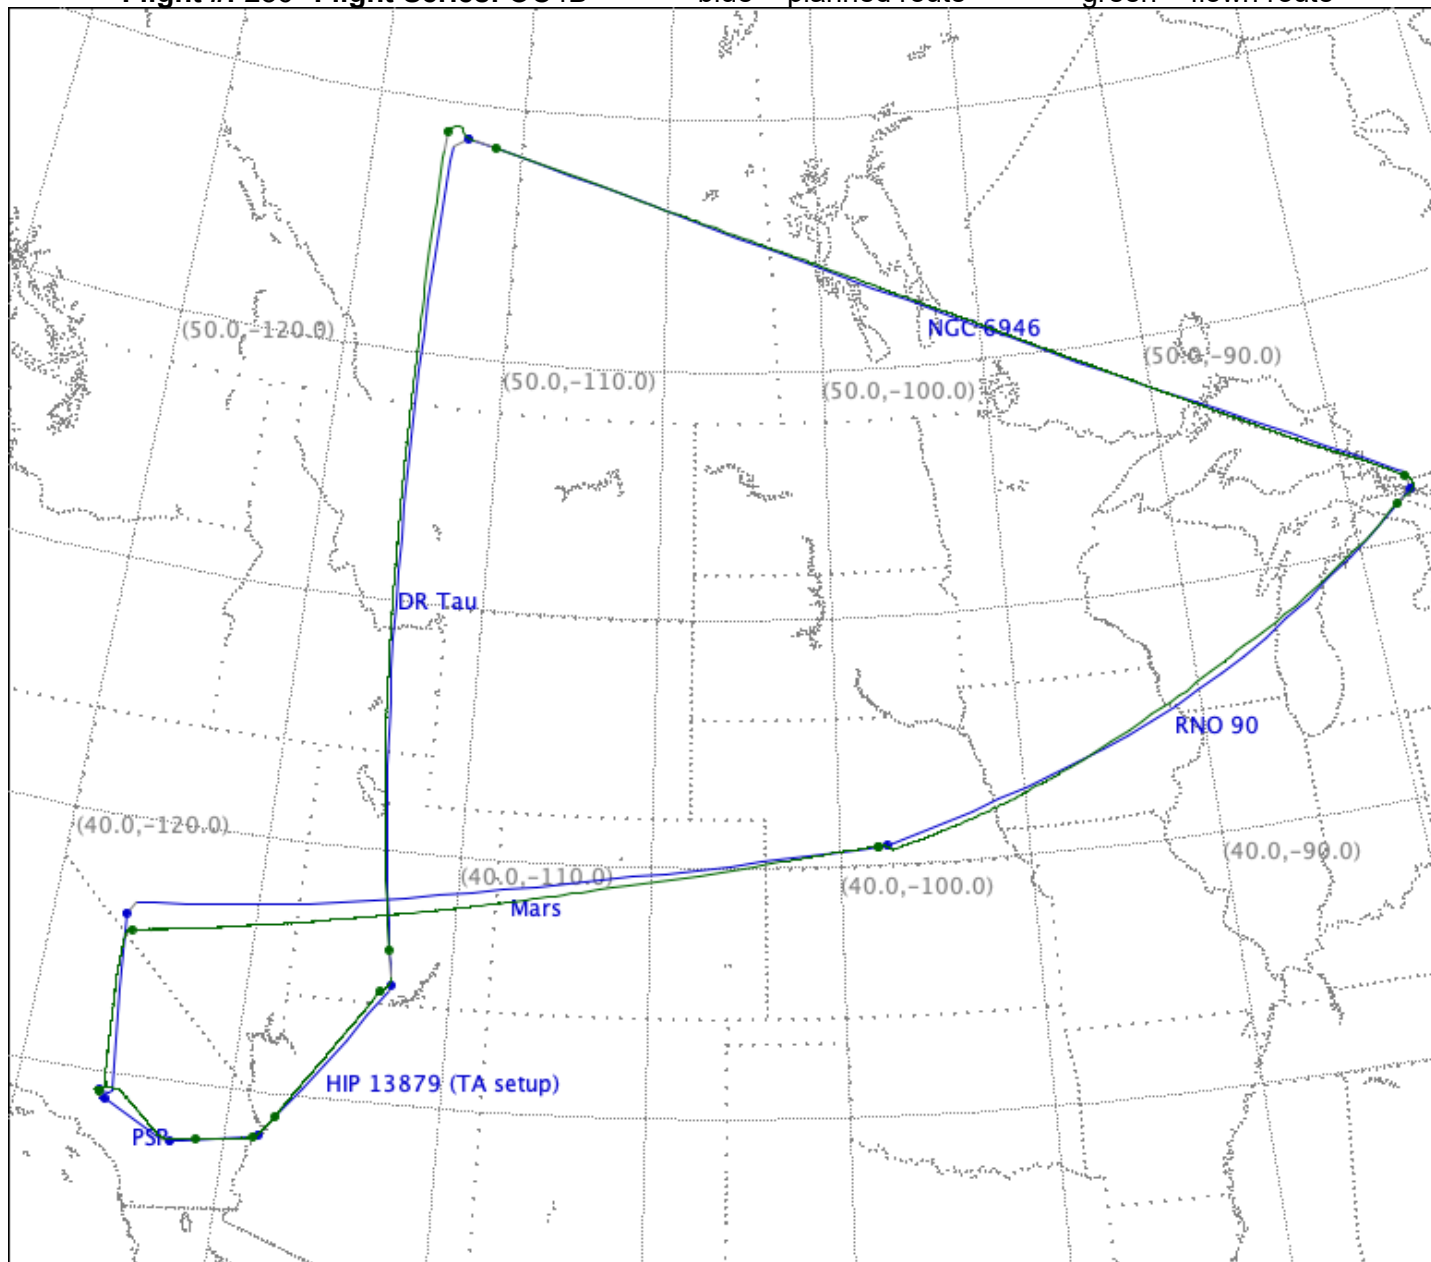 NGC 6946
(50.0,-120.0)
(50.0,-90.0)
(50.0,-110.0)
(50.0,-100.0)
DR Tau
RNO 90
(40.0,-120.0)
(40.0,-90.0)
(40.0,-110.0)
(40.0,-100.0)
Mars
HIP 13879 (TA setup)
PSP